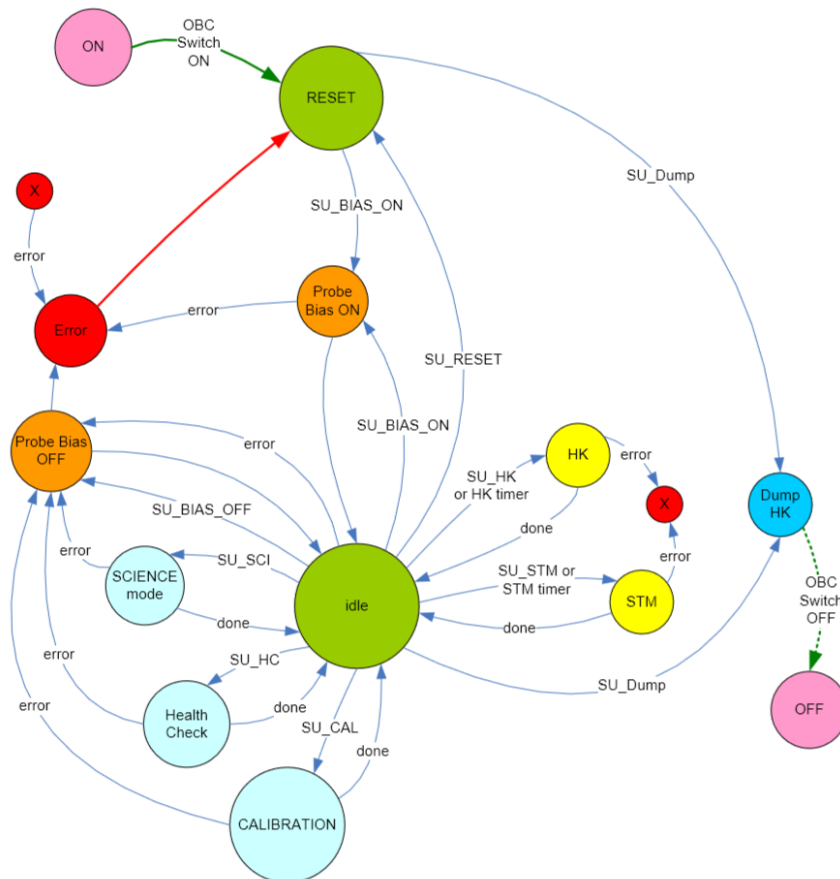 ON
OBC
Switch
ON
RESET
SU_Dump
X
SU_BIAS_ON
error
Probe
Bias ON
Error
error
SU_RESET
SU_BIAS_ON
Probe Bias
OFF
error
HK
SU_HK
or HK timer
error
X
Dump
HK
SU_BIAS_OFF
done
error
SU_SCI
SCIENCE
mode
SU_STM or
STM timer
error
STM
OBC
Switch
OFF
idle
done
done
SU_HC
SU_Dump
error
error
Health
Check
done
SU_CAL
done
OFF
CALIBRATION